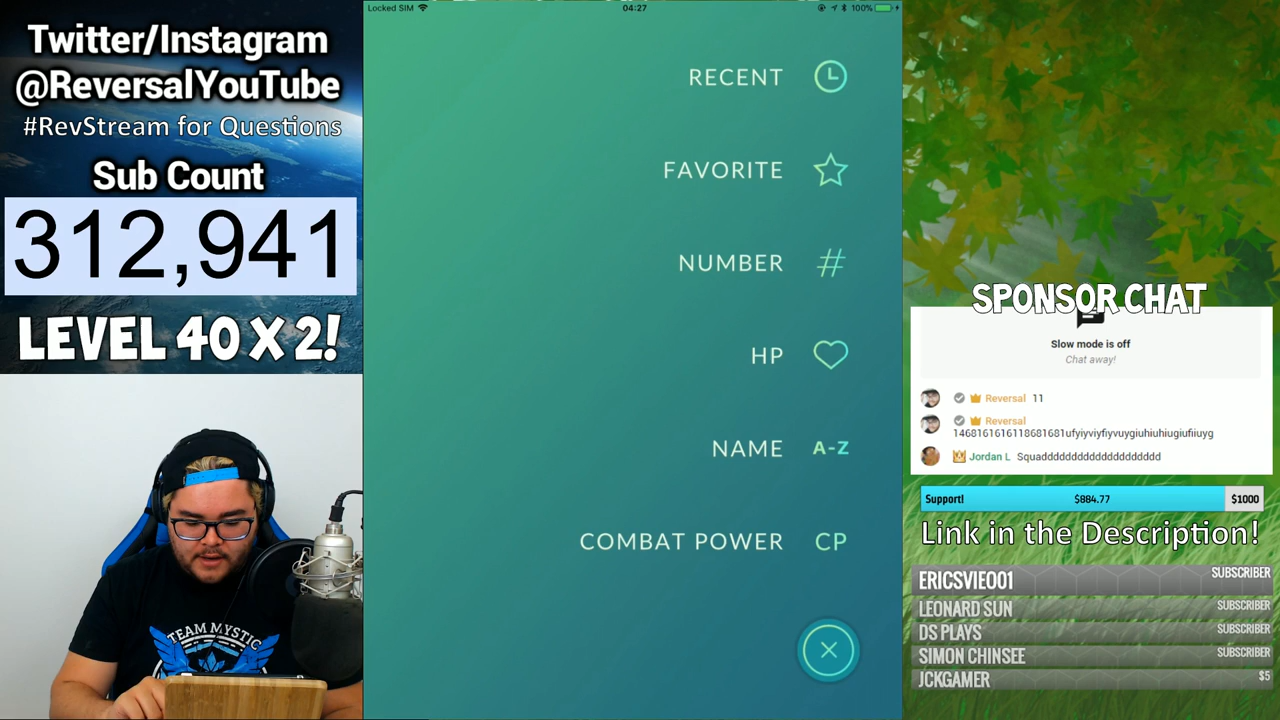 Twitter/Instagram
@ReversalYouTube
#RevStream for Questions
Sub Count
312,941
LEVEL 40 X 2!
TEAM MYSTIC
Locked SIM
04:27
100%
RECENT
FAVORITE
NUMBER #
HP
NAME A-Z
COMBAT POWER CP
SPONSOR CHAT
Slow mode is off
Chat away!
Reversal 11
Reversal
1468161616118681681ufyiyviyfiyvuygiuhiuhiugiufiiuyg
Jordan L Squadddddddddddddddddddd
Support! $884.77 $1000
Link in the Description!
ERICSVIE001 SUBSCRIBER
LEONARD SUN SUBSCRIBER
DS PLAYS SUBSCRIBER
SIMON CHINSEE SUBSCRIBER
JCKGAMER $5